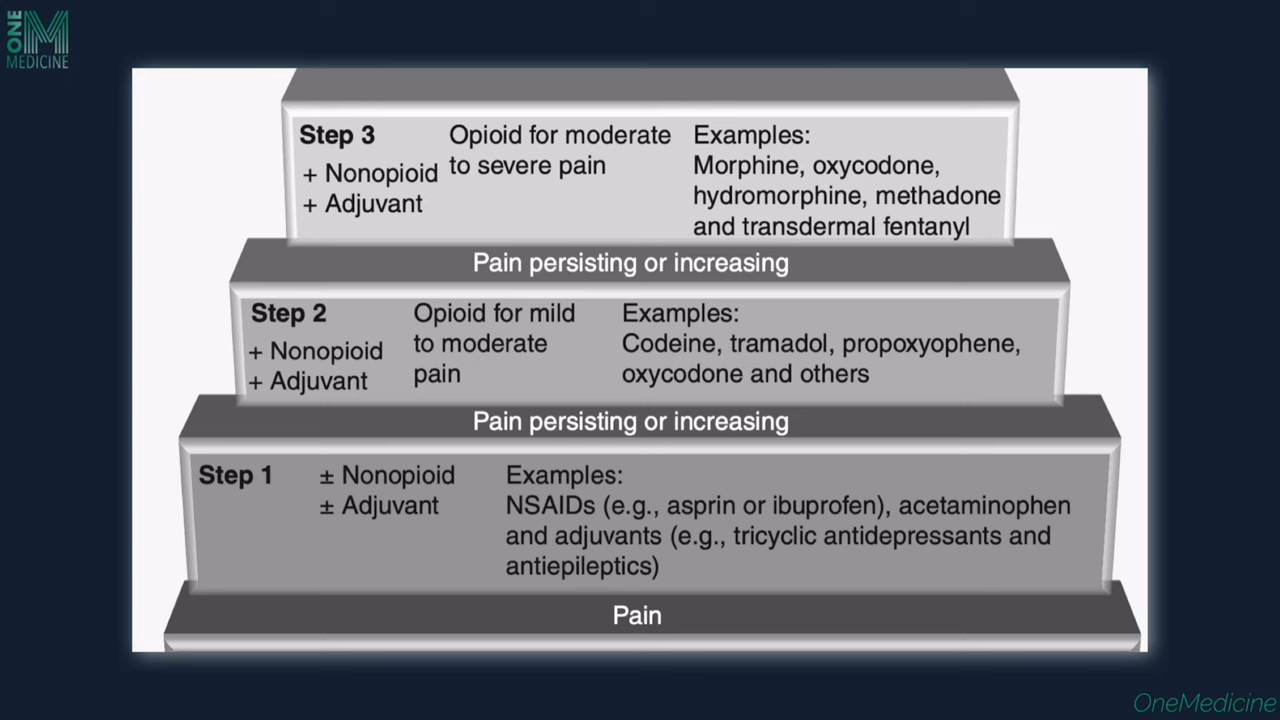 ONE
M
MEDICINE
Step 3
+ Nonopioid
+ Adjuvant
Opioid for moderate
to severe pain
Examples:
Morphine, oxycodone,
hydromorphine, methadone
and transdermal fentanyl
Pain persisting or increasing
Step 2
+ Nonopioid
+ Adjuvant
Opioid for mild
to moderate
pain
Examples:
Codeine, tramadol, propoxyophene,
oxycodone and others
Pain persisting or increasing
Step 1
± Nonopioid
± Adjuvant
Examples:
NSAIDs (e.g., asprin or ibuprofen), acetaminophen
and adjuvants (e.g., tricyclic antidepressants and
antiepileptics)
Pain
OneMedicine